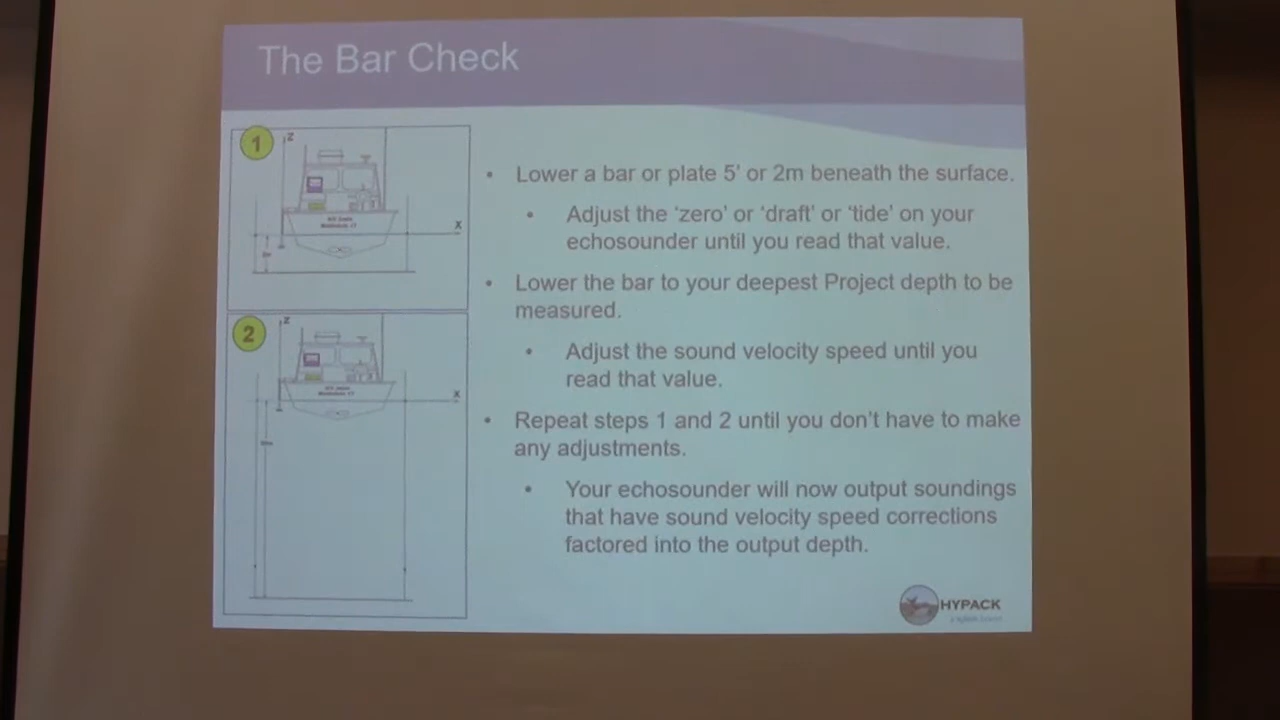 The Bar Check
1
Z
X
• Lower a bar or plate 5' or 2m beneath the surface.
• Adjust the 'zero' or 'draft' or 'tide' on your
echosounder until you read that value.
• Lower the bar to your deepest Project depth to be
measured.
2
Z
X
• Adjust the sound velocity speed until you
read that value.
• Repeat steps 1 and 2 until you don't have to make
any adjustments.
• Your echosounder will now output soundings
that have sound velocity speed corrections
factored into the output depth.
HYPACK